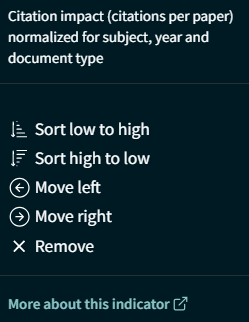 Citation impact (citations per paper)
normalized for subject, year and
document type
Sort low to high
Sort high to low
Move left
Move right
Remove
More about this indicator